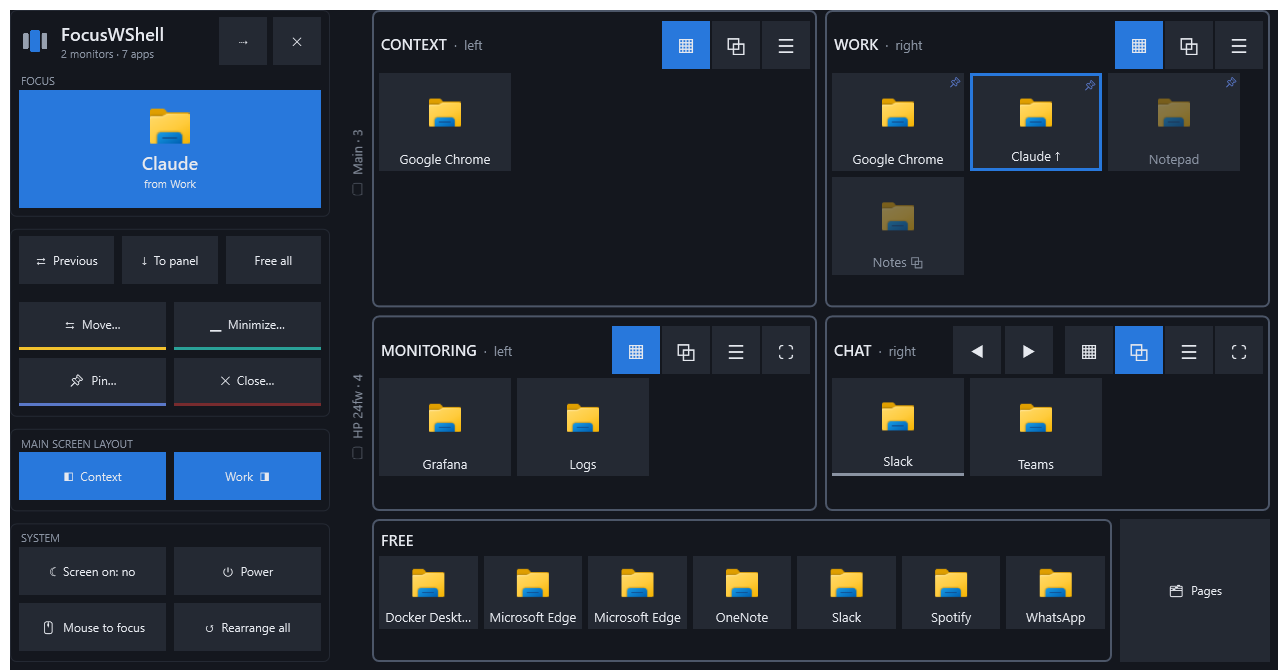 FocusWShell
2 monitors · 7 apps
→ ×
FOCUS
Claude
from Work
⇄ Previous
↓ To panel
Free all
⇆ Move...
Minimize...
Pin...
Close...
MAIN SCREEN LAYOUT
Context
Work
SYSTEM
Screen on: no
Power
Mouse to focus
Rearrange all
Main · 3
HP 24fw · 4
CONTEXT · left
Google Chrome
WORK · right
Google Chrome
Claude ↑
Notepad
Notes
MONITORING · left
Grafana
Logs
CHAT · right
Slack
Teams
FREE
Docker Deskt...
Microsoft Edge
Microsoft Edge
OneNote
Slack
Spotify
WhatsApp
Pages